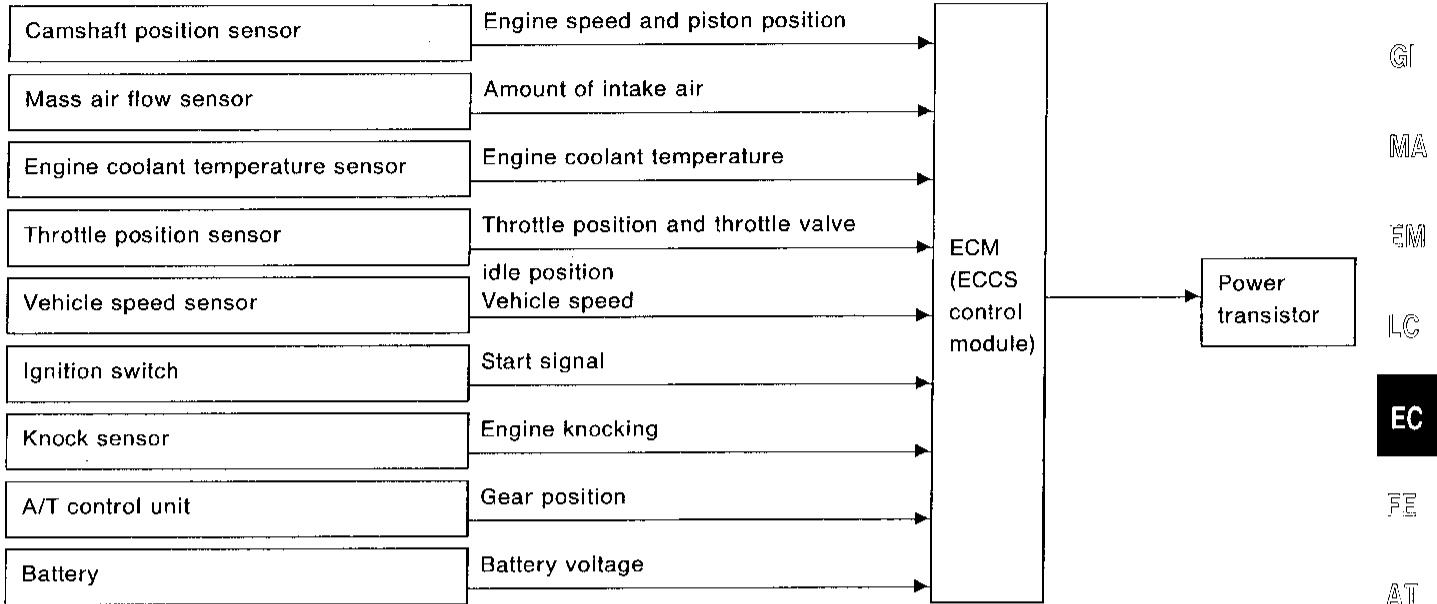 Camshaft position sensor
Engine speed and piston position
Mass air flow sensor
Amount of intake air
Engine coolant temperature sensor
Engine coolant temperature
Throttle position sensor
Throttle position and throttle valve
idle position
Vehicle speed sensor
Vehicle speed
Ignition switch
Start signal
Knock sensor
Engine knocking
A/T control unit
Gear position
Battery
Battery voltage
ECM
(ECCS
control
module)
Power
transistor
GI
MA
EM
LC
EC
FE
AT